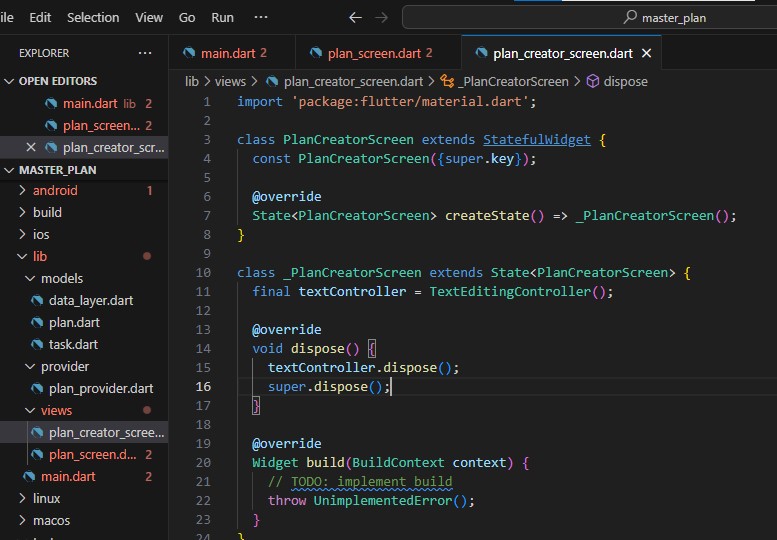 ile Edit Selection View Go Run ··· master_plan
EXPLORER ···
OPEN EDITORS
main.dart lib 2
plan_screen... 2
plan_creator_scr...
MASTER_PLAN
android 1
build
ios
lib
models
data_layer.dart
plan.dart
task.dart
provider
plan_provider.dart
views
plan_creator_scree...
plan_screen.d... 2
main.dart 2
linux
macos
main.dart 2 plan_screen.dart 2 plan_creator_screen.dart
lib > views > plan_creator_screen.dart > _PlanCreatorScreen > dispose
1 import 'package:flutter/material.dart';
2
3 class PlanCreatorScreen extends StatefulWidget {
4 const PlanCreatorScreen({super.key});
5
6 @override
7 State<PlanCreatorScreen> createState() => _PlanCreatorScreen();
8 }
9
10 class _PlanCreatorScreen extends State<PlanCreatorScreen> {
11 final textController = TextEditingController();
12
13 @override
14 void dispose() {
15 textController.dispose();
16 super.dispose();
17 }
18
19 @override
20 Widget build(BuildContext context) {
21 // TODO: implement build
22 throw UnimplementedError();
23 }
24 }